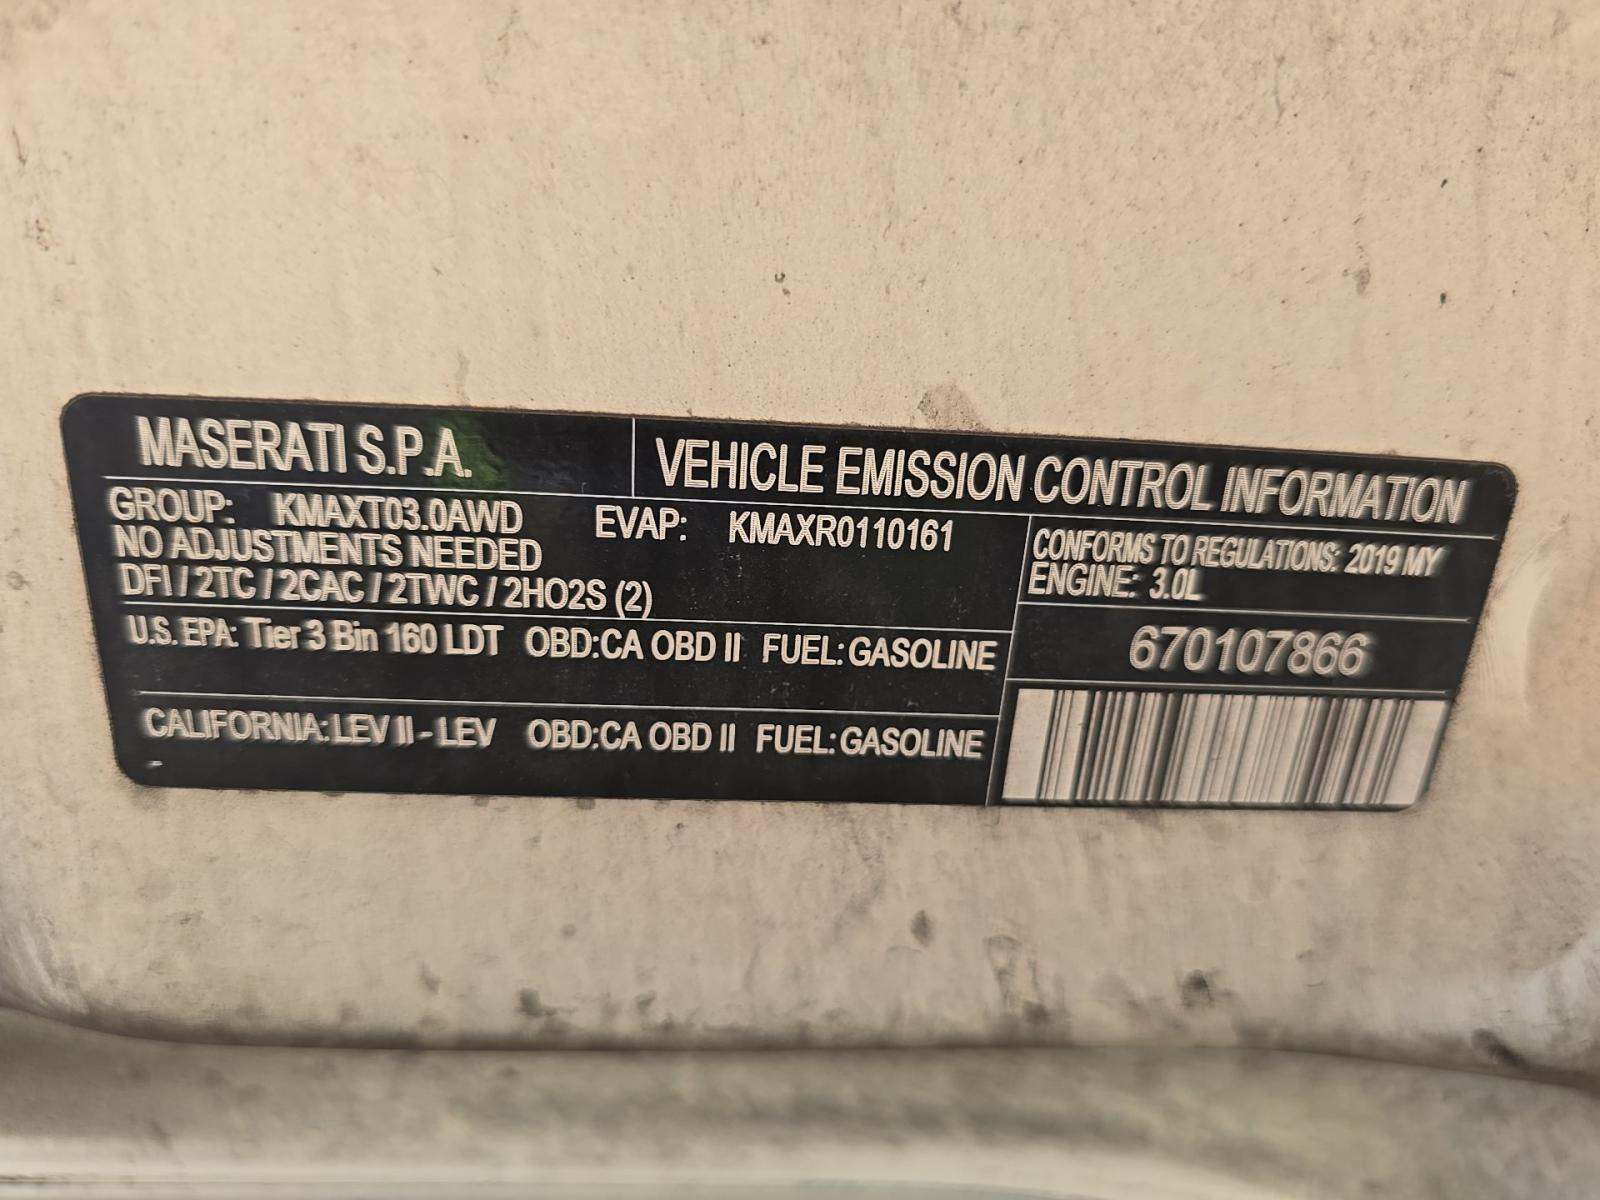 MASERATI S.P.A.
VEHICLE EMISSION CONTROL INFORMATION
GROUP: KMAXT03.0AWD EVAP: KMAXR0110161
NO ADJUSTMENTS NEEDED
DFI / 2TC / 2CAC / 2TWC / 2HO2S (2)
CONFORMS TO REGULATIONS: 2019 MY
ENGINE: 3.0L
U.S. EPA: Tier 3 Bin 160 LDT OBD:CA OBD II FUEL: GASOLINE
670107866
CALIFORNIA: LEV II - LEV OBD:CA OBD II FUEL: GASOLINE